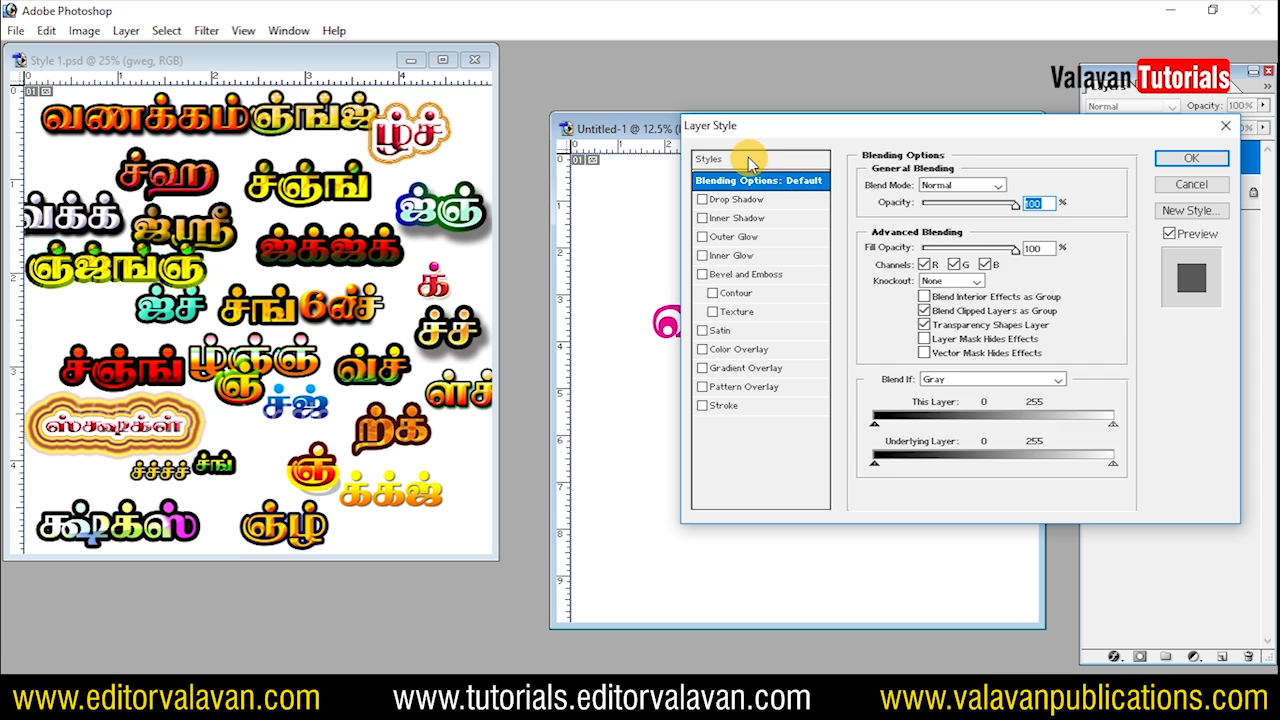 Adobe Photoshop
File Edit Image Layer Select Filter View Window Help
Valavan Tutorials
Style 1.psd @ 25% (gweg, RGB)
வணக்கம்
ஞ்ங்ஜ்
ழ்ச்
ச்ஹ
ச்ஞ்ங்
ஜ்ஞ்
வ்க்க்
ஜ்ஸ்ரீ
ஜ்க்ஜ்க்
ஞ்ஜ்ங்ஞ்
ஜ்ச்
ச்ங்
க்
ச்ச்
ச்ஞ்ங்
ழ்ஞ்ஞ்
வ்ச்
ஞ்
ச்ஜ்
ஸ்க்ஷ்க்ள்
ற்க்
ச்ச்ச்ச்
ச்ங்
ஞ்
க்க்ஜ்
க்ஷ்க்ஸ்
ஞ்ழ்
Untitled-1 @ 12.5%
Normal Opacity: 100%
Layer Style
Styles
Blending Options: Default
Drop Shadow
Inner Shadow
Outer Glow
Inner Glow
Bevel and Emboss
Contour
Texture
Satin
Color Overlay
Gradient Overlay
Pattern Overlay
Stroke
Blending Options
General Blending
Blend Mode: Normal
Opacity: 100 %
Advanced Blending
Fill Opacity: 100 %
Channels: R G B
Knockout: None
Blend Interior Effects as Group
Blend Clipped Layers as Group
Transparency Shapes Layer
Layer Mask Hides Effects
Vector Mask Hides Effects
Blend If: Gray
This Layer: 0 255
Underlying Layer: 0 255
OK
Cancel
New Style...
Preview
www.editorvalavan.com www.tutorials.editorvalavan.com www.valavanpublications.com